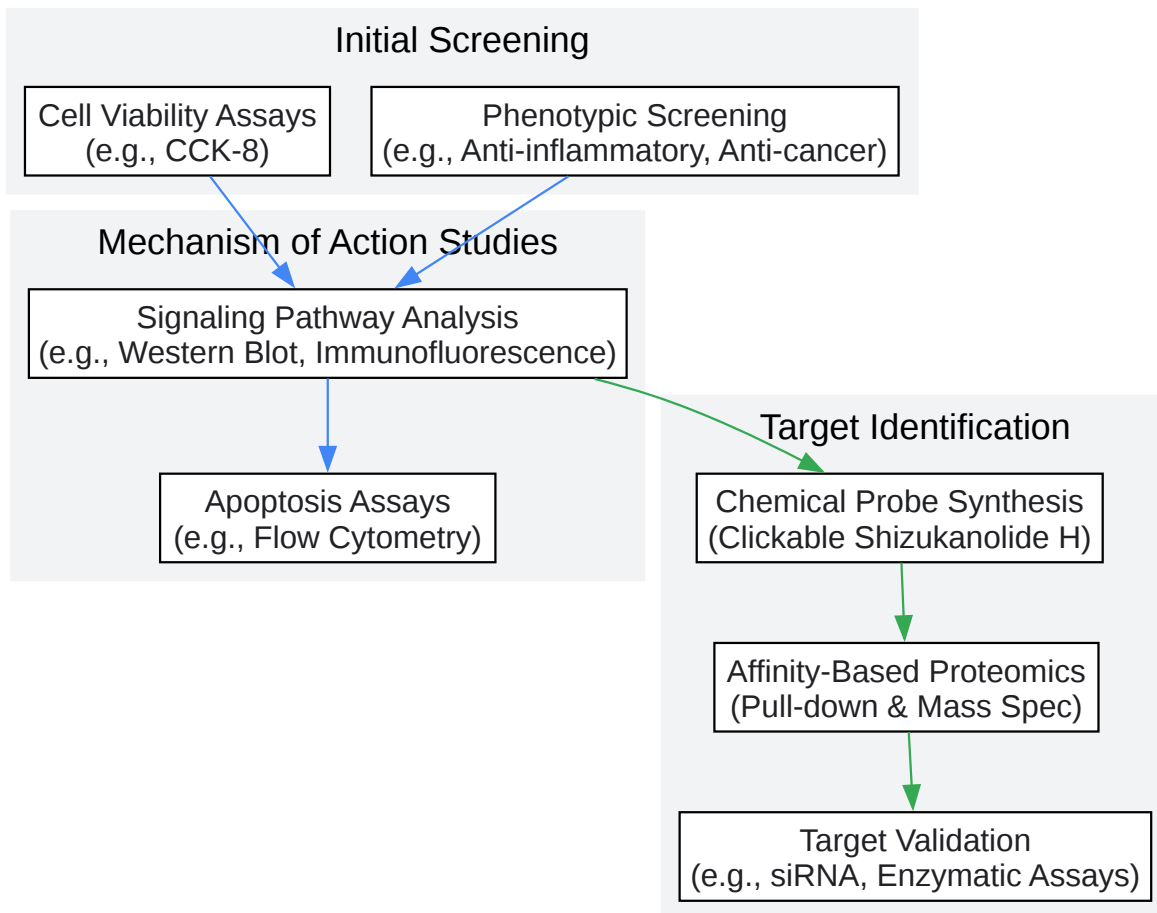 Initial Screening
Cell Viability Assays
(e.g., CCK-8)
Phenotypic Screening
(e.g., Anti-inflammatory, Anti-cancer)
Mechanism of Action Studies
Signaling Pathway Analysis
(e.g., Western Blot, Immunofluorescence)
Apoptosis Assays
(e.g., Flow Cytometry)
Target Identification
Chemical Probe Synthesis
(Clickable Shizukanolide H)
Affinity-Based Proteomics
(Pull-down & Mass Spec)
Target Validation
(e.g., siRNA, Enzymatic Assays)